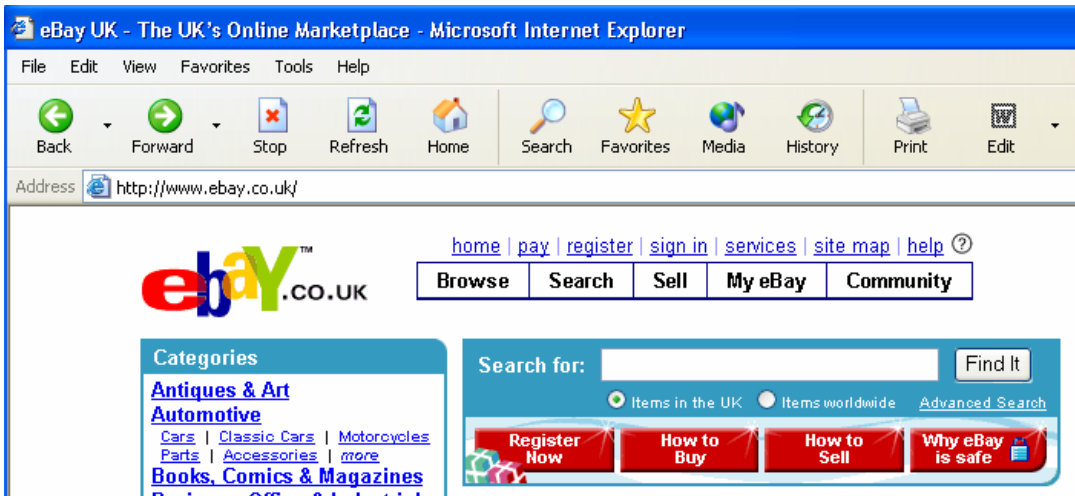 eBay UK - The UK's Online Marketplace - Microsoft Internet Explorer
File Edit View Favorites Tools Help
Back Forward Stop Refresh Home Search Favorites Media History Print Edit
Address http://www.ebay.co.uk/
home | pay | register | sign in | services | site map | help ?
ebaY™.co.uk
Browse Search Sell My eBay Community
Categories
Antiques & Art
Automotive
Cars | Classic Cars | Motorcycles
Parts | Accessories | more
Books, Comics & Magazines
Search for: Find It
Items in the UK Items worldwide Advanced Search
Register Now
How to Buy
How to Sell
Why eBay is safe